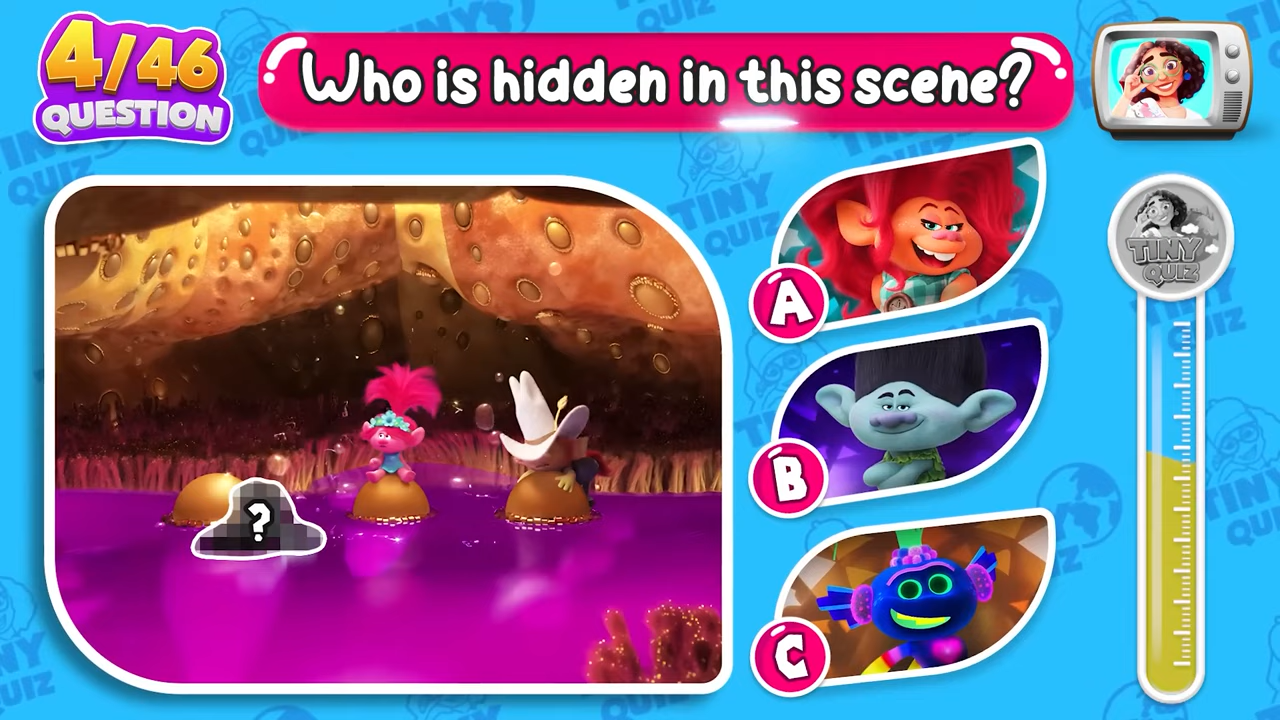 4/46
QUESTION
Who is hidden in this scene?
?
A
B
C
TINY
QUIZ